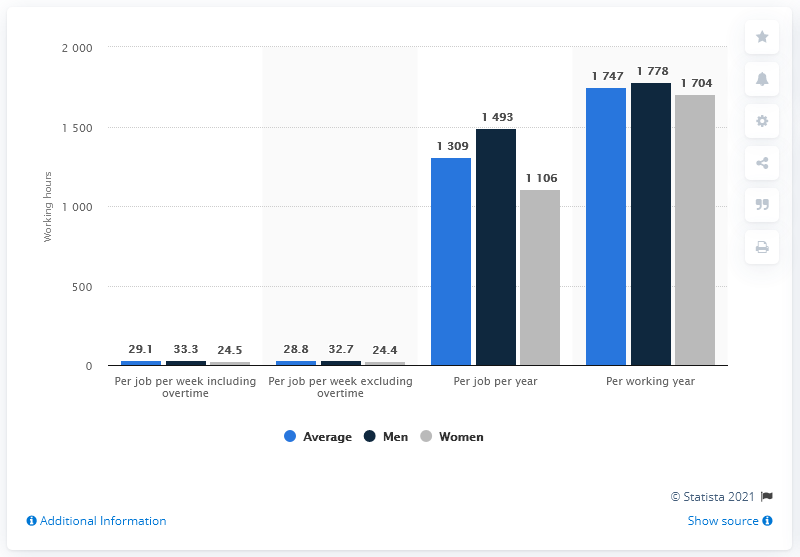 2 000
1 500
1 000
500
0
Working hours
29.1 33.3 24.5
28.8 32.7 24.4
1 309 1 493 1 106
1 747 1 778 1 704
Per job per week including
overtime
Per job per week excluding
overtime
Per job per year
Per working year
Average Men Women
© Statista 2021
Additional Information
Show source